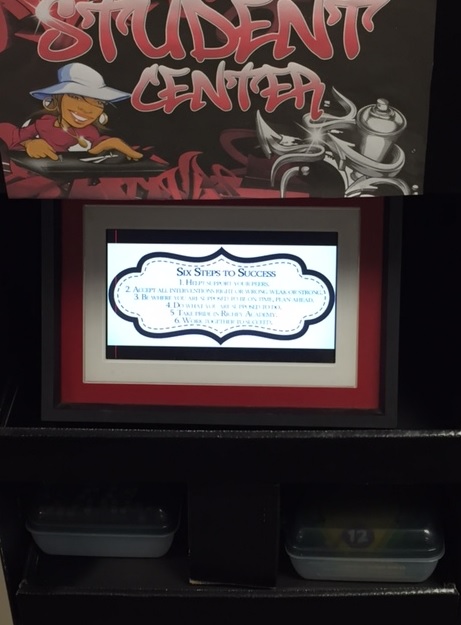 STUDENT
CENTER
SIX STEPS TO SUCCESS
1. HELP/SUPPORT YOUR PEERS.
2. ACCEPT ALL INTERVENTIONS RIGHT OR WRONG, WEAK OR STRONG.
3. BE WHERE YOU ARE SUPPOSED TO BE ON TIME, PLAN AHEAD.
4. DO WHAT YOU ARE SUPPOSED TO DO.
5. TAKE PRIDE IN RICHEY ACADEMY.
6. WORK TOGETHER
12